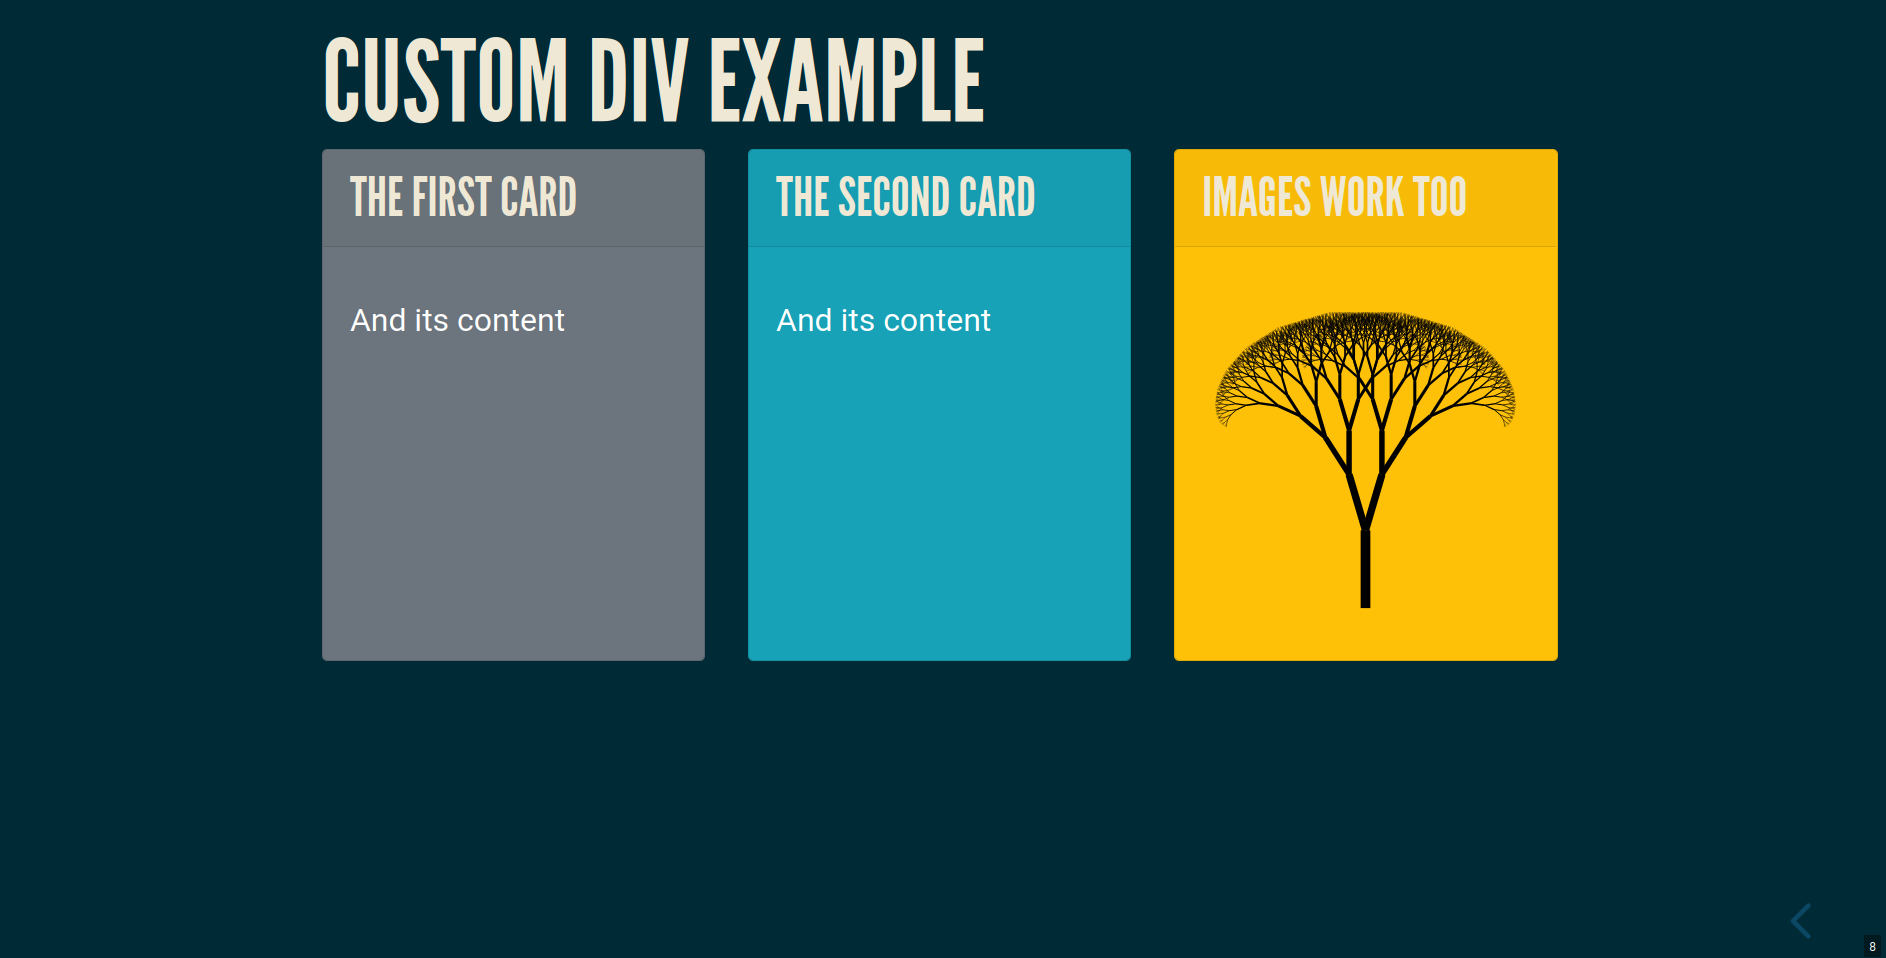 CUSTOM DIV EXAMPLE
THE FIRST CARD
And its content
THE SECOND CARD
And its content
IMAGES WORK TOO
8